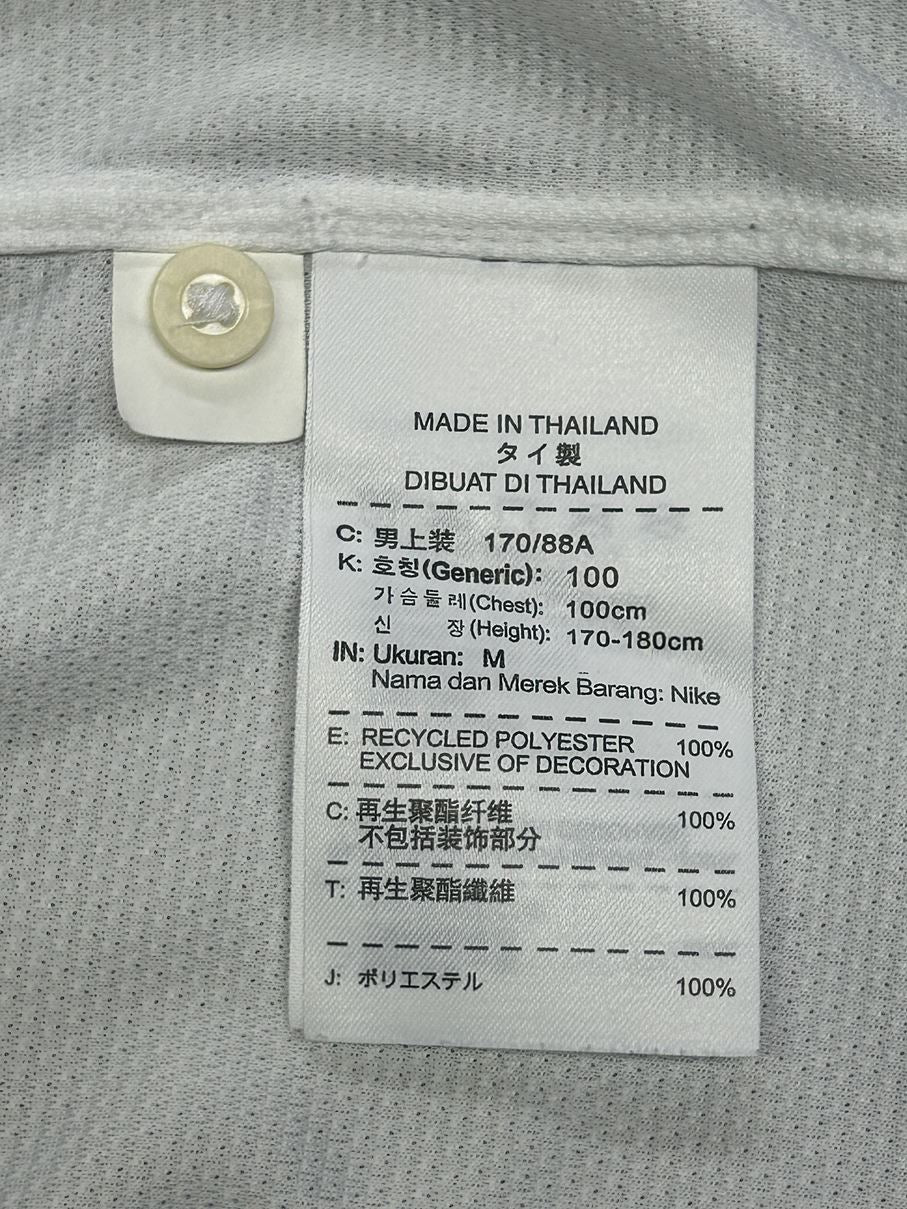 MADE IN THAILAND
タイ製
DIBUAT DI THAILAND
C: 男上装 170/88A
K: 호칭(Generic): 100
가슴둘레(Chest): 100cm
신 장(Height): 170-180cm
IN: Ukuran: M
Nama dan Merek Barang: Nike
E: RECYCLED POLYESTER 100%
EXCLUSIVE OF DECORATION
C: 再生聚酯纤维 100%
不包括装饰部分
T: 再生聚酯纖維 100%
J: ポリエステル 100%